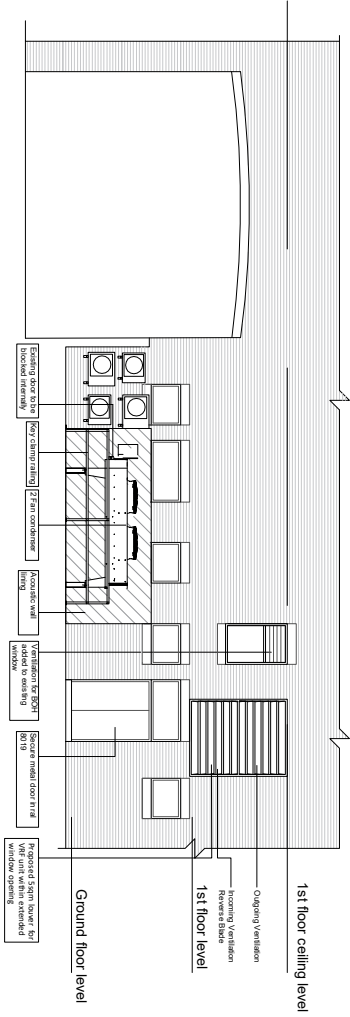 1st floor ceiling level
Outgoing Ventilation
Incoming Ventilation
Reverse Blade
1st floor level
Ground floor level
Existing door to be
blocked internally
Key clamp railing
2 Fan condenser
Acoustic wall
lining
Ventilation for BOH
added to existing
window
Secure metal door in ral
8019
Proposed 5sqm louver for
VRF unit within extended
window opening